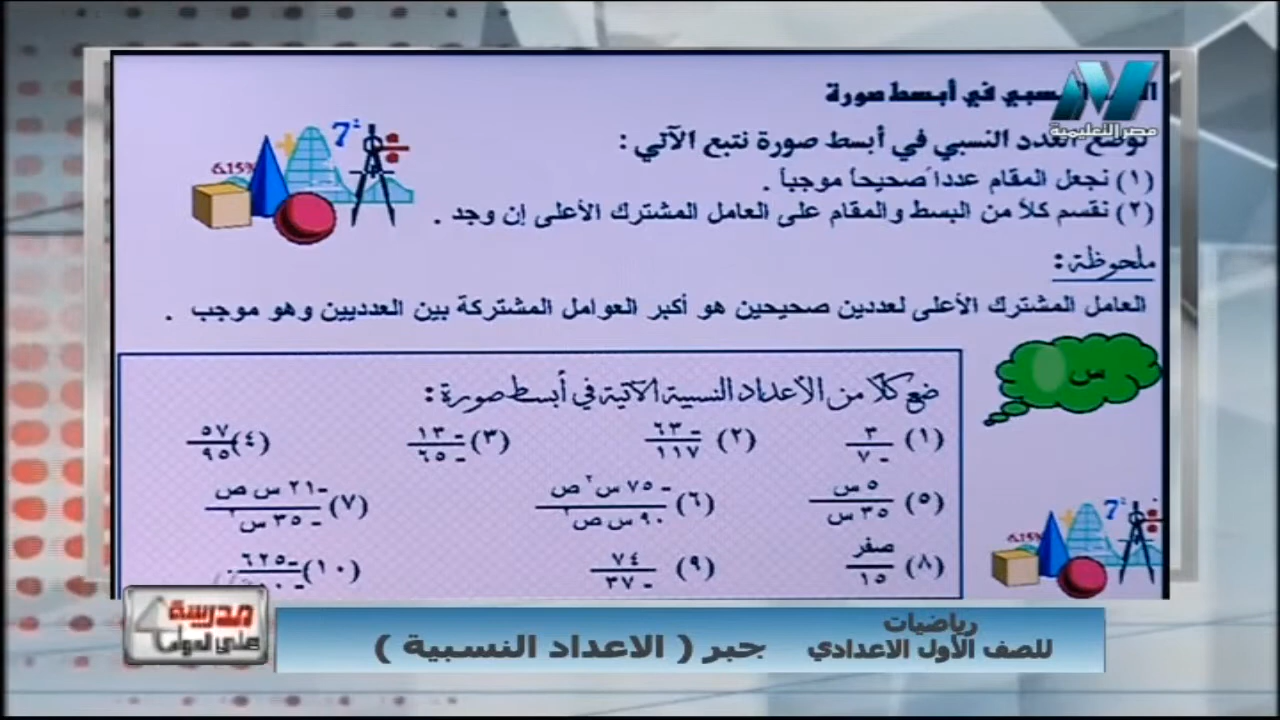 النسبي في أبسط صورة
مصر التعليمية
لوضع العدد النسبي في أبسط صورة نتبع الآتي :
(١) نجعل المقام عدداً صحيحاً موجباً .
(٢) نقسم كلاً من البسط والمقام على العامل المشترك الأعلى إن وجد .
ملحوظة :
العامل المشترك الأعلى لعددين صحيحين هو أكبر العوامل المشتركة بين العدديين وهو موجب .
س
ضع كلاً من الأعداد النسبية الآتية في أبسط صورة :
(١) ٣ / -٧ (٢) -٦٣ / ١١٧ (٣) -١٣ / -٦٥ (٤) ٥٧ / ٩٥
(٥) ٥ س / ٣٥ س (٦) -٧٥ س٢ ص / ٩٠ س ص٢ (٧) -٢١ س ص / -٣٥ س٢
(٨) صفر / ١٥ (٩) ٧٤ / -٣٧ (١٠) -٦٢٥
مدرسة على الهواء
رياضيات
للصف الأول الاعدادي جبر ( الاعداد النسبية )